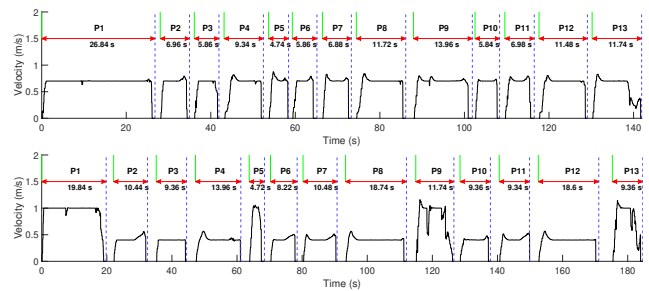 2
P1 P2 P3 P4 P5 P6 P7 P8 P9 P10 P11 P12 P13
1.5
26.84 s 6.96 s 5.86 s 9.34 s 4.74 s 5.86 s 6.88 s 11.72 s 13.96 s 5.84 s 6.98 s 11.48 s 11.74 s
1
0.5
0
Velocity (m/s)
0 20 40 60 80 100 120 140
Time (s)
2
P1 P2 P3 P4 P5 P6 P7 P8 P9 P10 P11 P12 P13
1.5
19.84 s 10.44 s 9.36 s 13.96 s 4.72 s 8.22 s 10.48 s 18.74 s 11.74 s 9.36 s 9.34 s 18.6 s 9.36 s
1
0.5
0
Velocity (m/s)
0 20 40 60 80 100 120 140 160 180
Time (s)